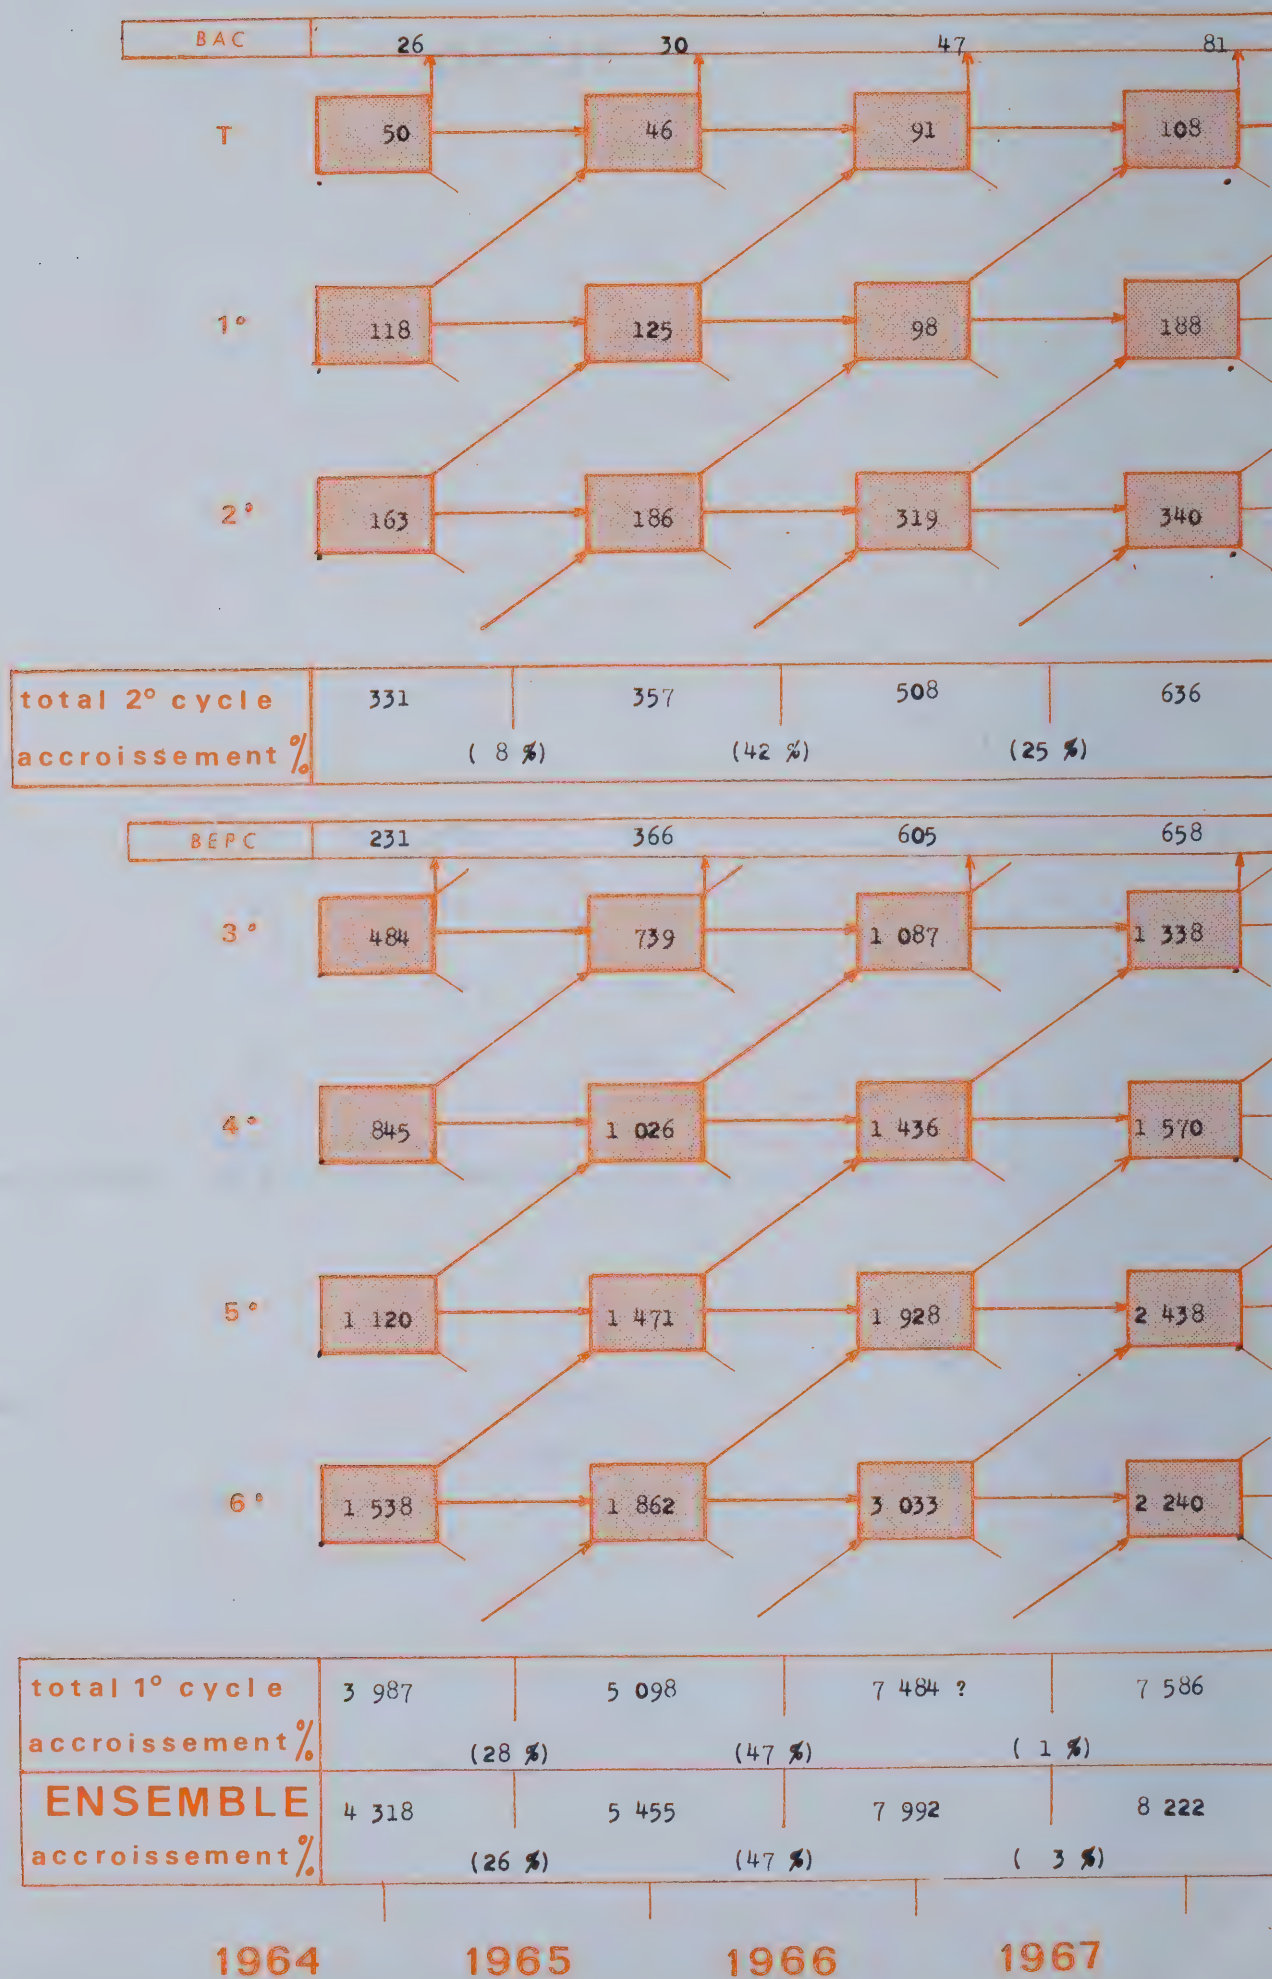 BAC 26 30 47 81
T 50 46 91 108
1° 118 125 98 188
2° 163 186 319 340
total 2° cycle 331 357 508 636
accroissement % ( 8 %) (42 %) (25 %)
BEPC 231 366 605 658
3° 484 739 1 087 1 338
4° 845 1 026 1 436 1 570
5° 1 120 1 471 1 928 2 438
6° 1 538 1 862 3 033 2 240
total 1° cycle 3 987 5 098 7 484 ? 7 586
accroissement % (28 %) (47 %) ( 1 %)
ENSEMBLE 4 318 5 455 7 992 8 222
accroissement % (26 %) (47 %) ( 3 %)
1964 1965 1966 1967